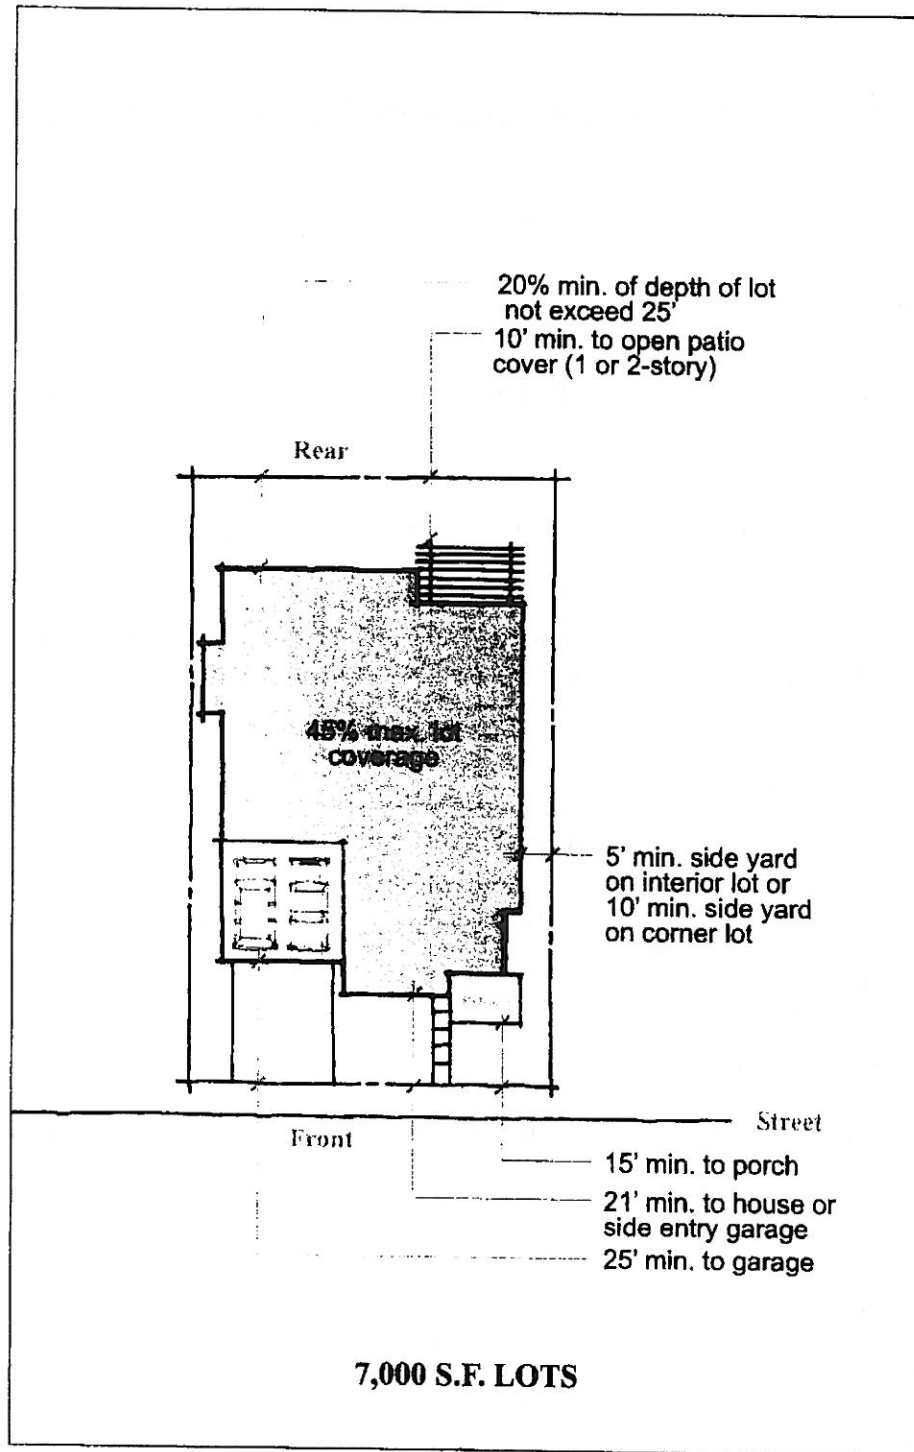 20% min. of depth of lot
not exceed 25'
10' min. to open patio
cover (1 or 2-story)
Rear
45% max. lot
coverage
5' min. side yard
on interior lot or
10' min. side yard
on corner lot
Street
Front
15' min. to porch
21' min. to house or
side entry garage
25' min. to garage
7,000 S.F. LOTS